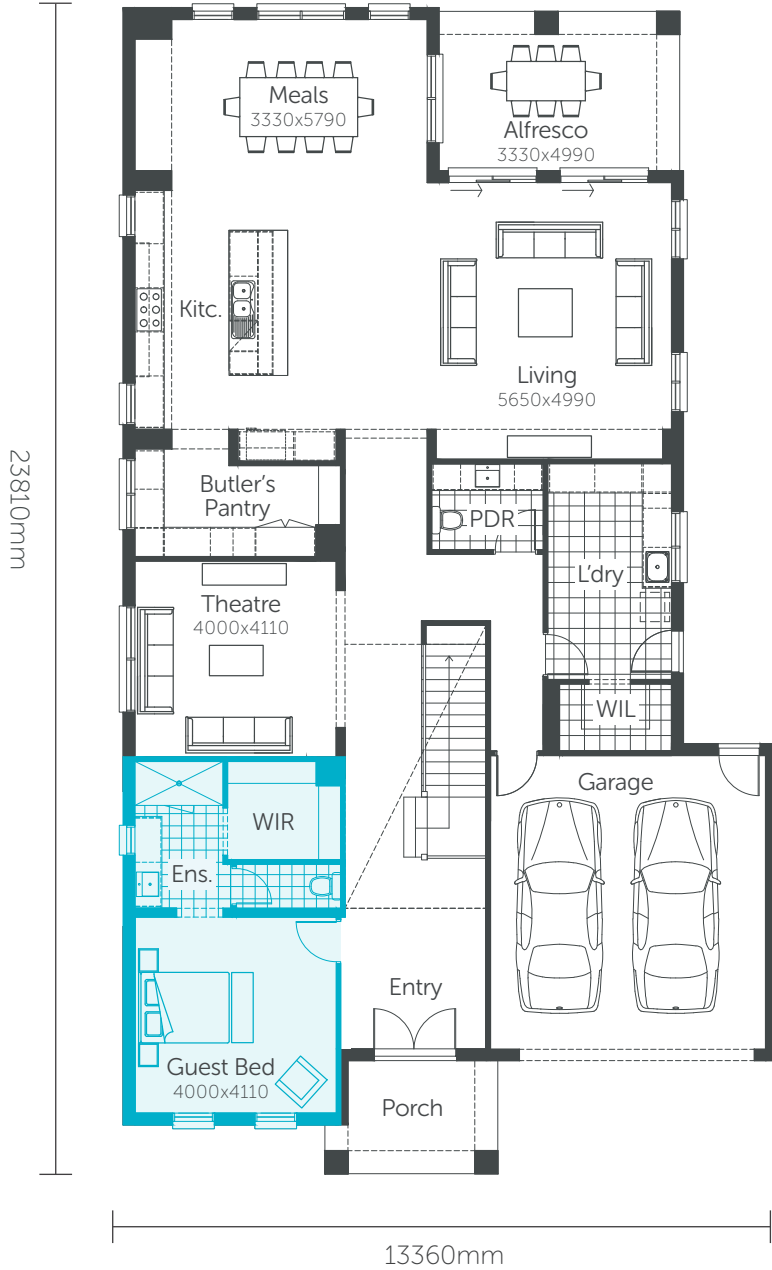 Meals
3330x5790
Alfresco
3330x4990
Kitc.
Living
5650x4990
23810mm
Butler's
Pantry
PDR
L'dry
Theatre
4000x4110
WIL
Garage
WIR
Ens.
Entry
Guest Bed
4000x4110
Porch
13360mm